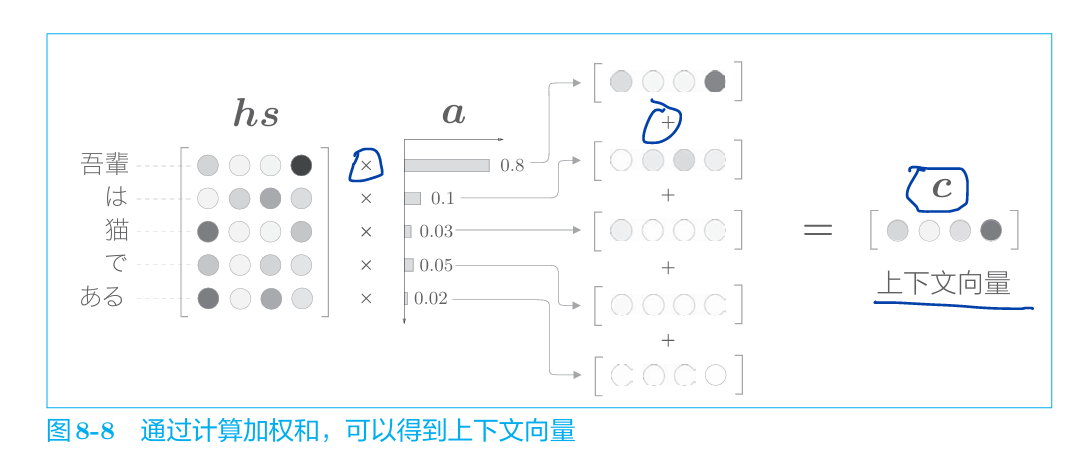 hs a
吾輩 × 0.8
+
は × 0.1
+
猫 × 0.03
+
で × 0.05
+
ある × 0.02
= c
上下文向量
图 8-8 通过计算加权和，可以得到上下文向量